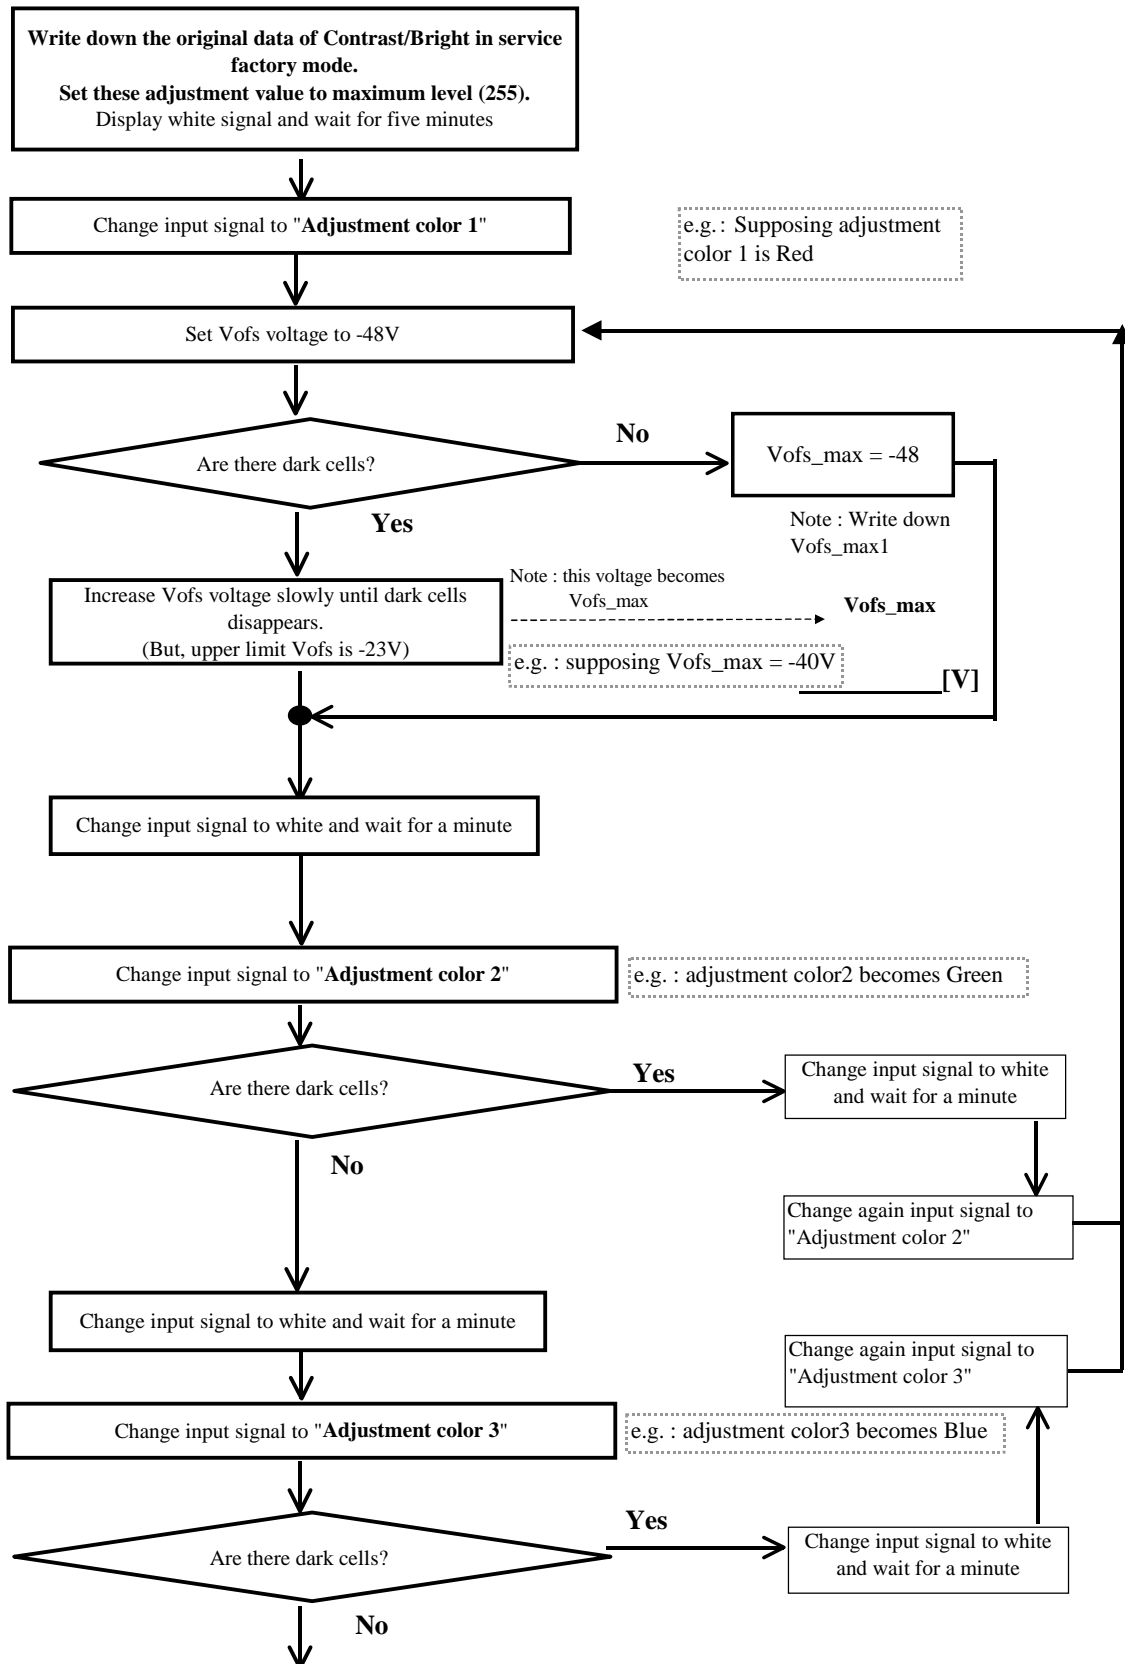 Write down the original data of Contrast/Bright in service
factory mode.
Set these adjustment value to maximum level (255).
Display white signal and wait for five minutes
Change input signal to "Adjustment color 1"
e.g. : Supposing adjustment
color 1 is Red
Set Vofs voltage to -48V
Are there dark cells?
No
Vofs_max = -48
Note : Write down
Vofs_max1
Yes
Increase Vofs voltage slowly until dark cells
disappears.
(But, upper limit Vofs is -23V)
Note : this voltage becomes
Vofs_max
Vofs_max
e.g. : supposing Vofs_max = -40V
[V]
Change input signal to white and wait for a minute
Change input signal to "Adjustment color 2"
e.g. : adjustment color2 becomes Green
Are there dark cells?
Yes
Change input signal to white
and wait for a minute
No
Change again input signal to
"Adjustment color 2"
Change input signal to white and wait for a minute
Change again input signal to
"Adjustment color 3"
Change input signal to "Adjustment color 3"
e.g. : adjustment color3 becomes Blue
Are there dark cells?
Yes
Change input signal to white
and wait for a minute
No